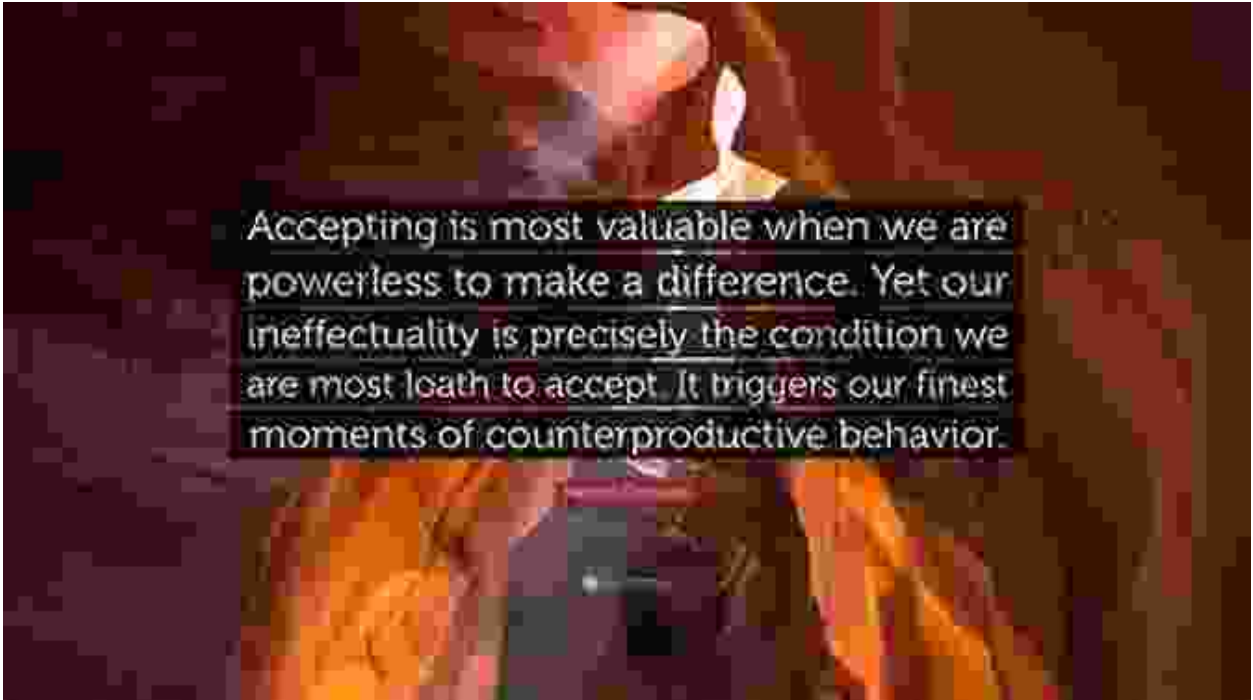 Accepting is most valuable when we are
powerless to make a difference. Yet our
ineffectuality is precisely the condition we
are most loath to accept. It triggers our finest
moments of counterproductive behavior.